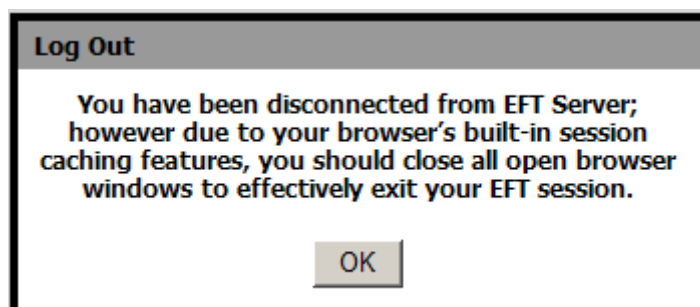 Log Out
You have been disconnected from EFT Server;
however due to your browser's built-in session
caching features, you should close all open browser
windows to effectively exit your EFT session.
OK